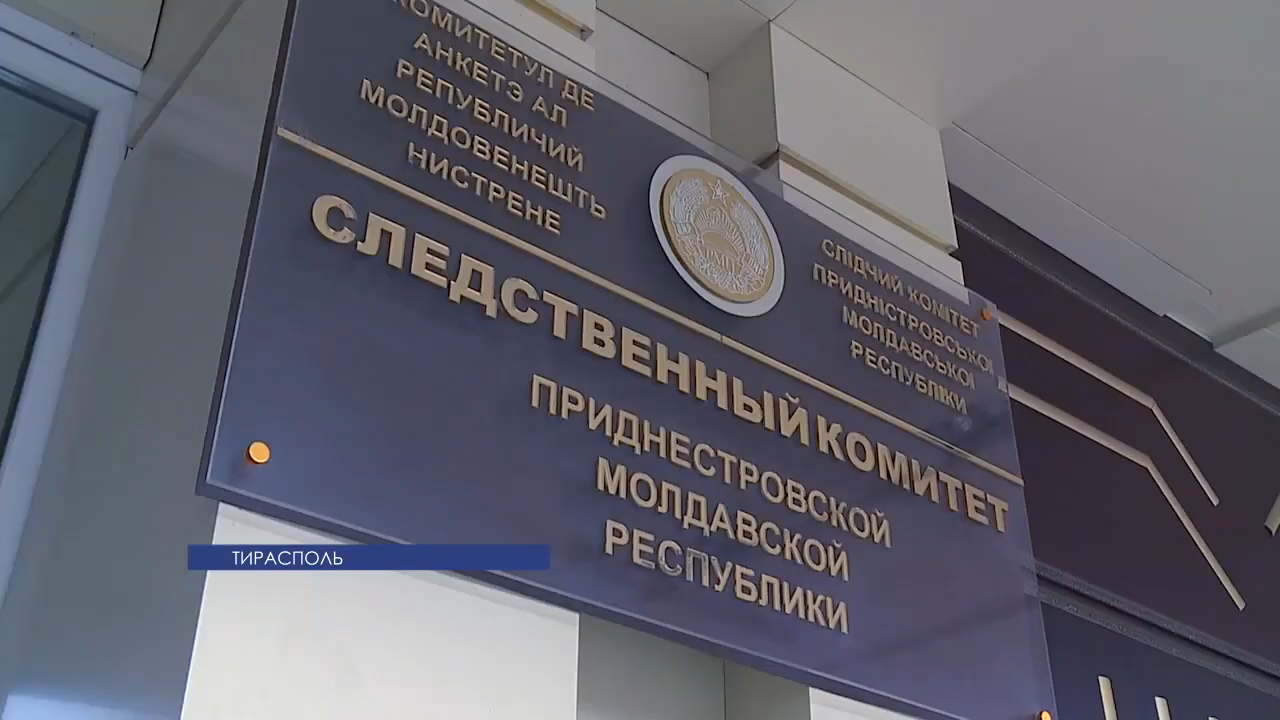 КОМИТЕТУЛ ДЕ
АНКЕТЭ АЛ
РЕПУБЛИЧИЙ
МОЛДОВЕНЕШТЬ
НИСТРЕНЕ
СЛІДЧИЙ КОМІТЕТ
ПРИДНІСТРОВСЬКОЇ
МОЛДАВСЬКОЇ
РЕСПУБЛІКИ
СЛЕДСТВЕННЫЙ КОМИТЕТ
ПРИДНЕСТРОВСКОЙ
МОЛДАВСКОЙ
РЕСПУБЛИКИ
ТИРАСПОЛЬ